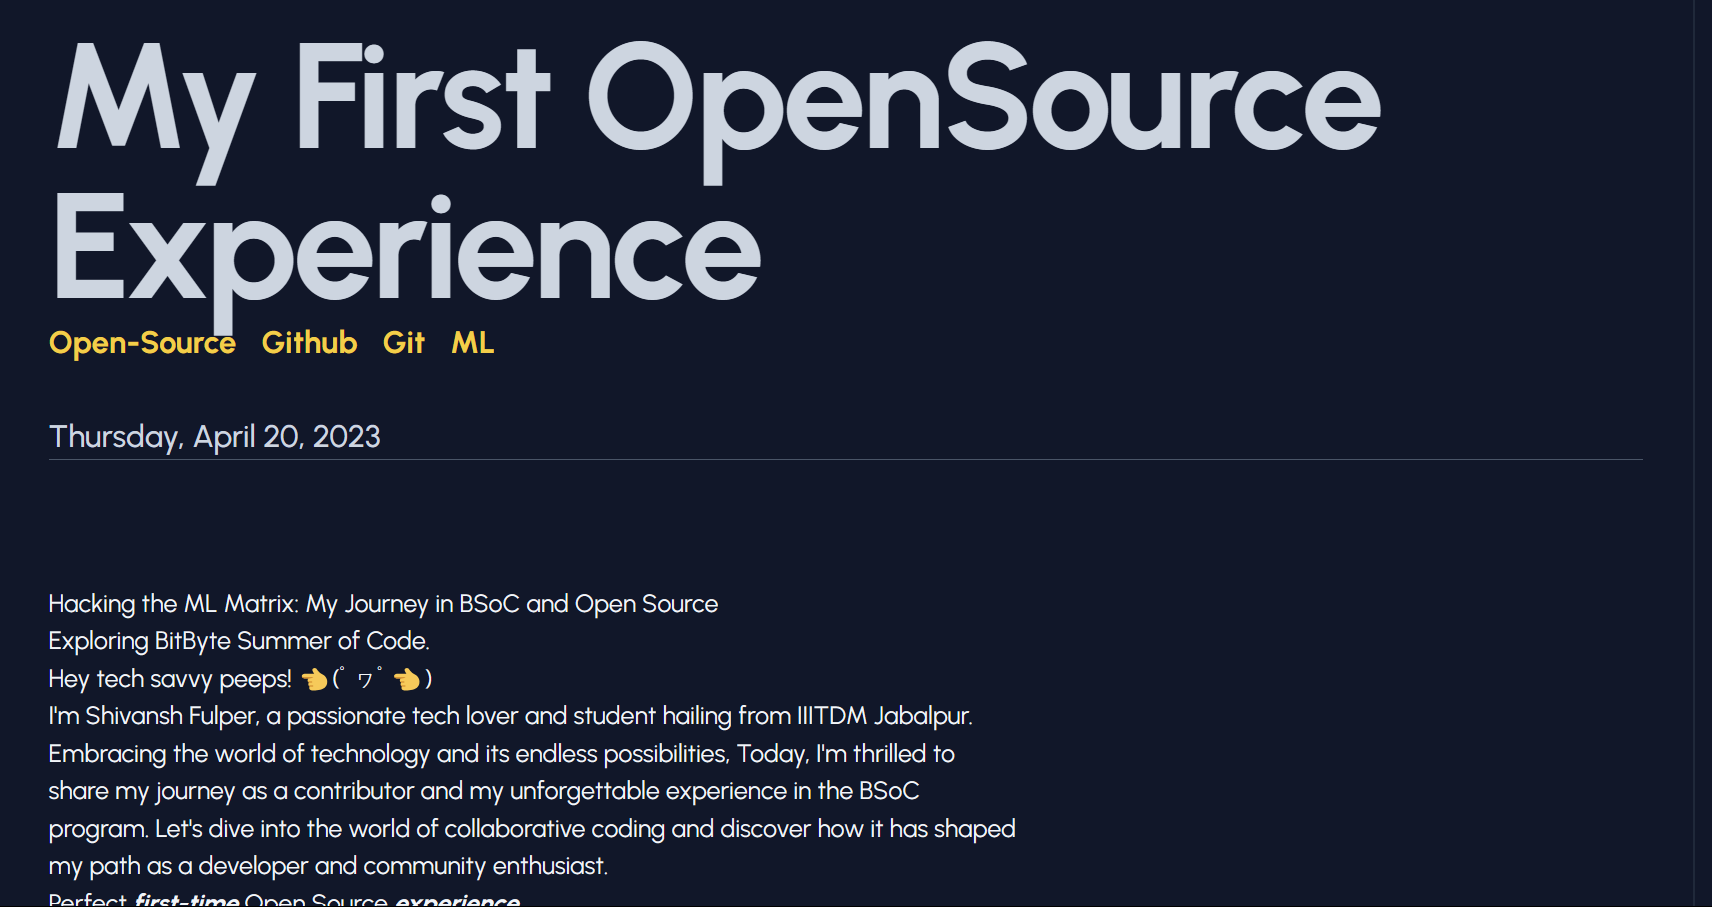 My First OpenSource
Experience
Open-Source Github Git ML
Thursday, April 20, 2023
Hacking the ML Matrix: My Journey in BSoC and Open Source
Exploring BitByte Summer of Code.
Hey tech savvy peeps! 👈(ﾟヮﾟ👈)
I'm Shivansh Fulper, a passionate tech lover and student hailing from IIITDM Jabalpur.
Embracing the world of technology and its endless possibilities, Today, I'm thrilled to
share my journey as a contributor and my unforgettable experience in the BSoC
program. Let's dive into the world of collaborative coding and discover how it has shaped
my path as a developer and community enthusiast.
Perfect first-time Open Source experience